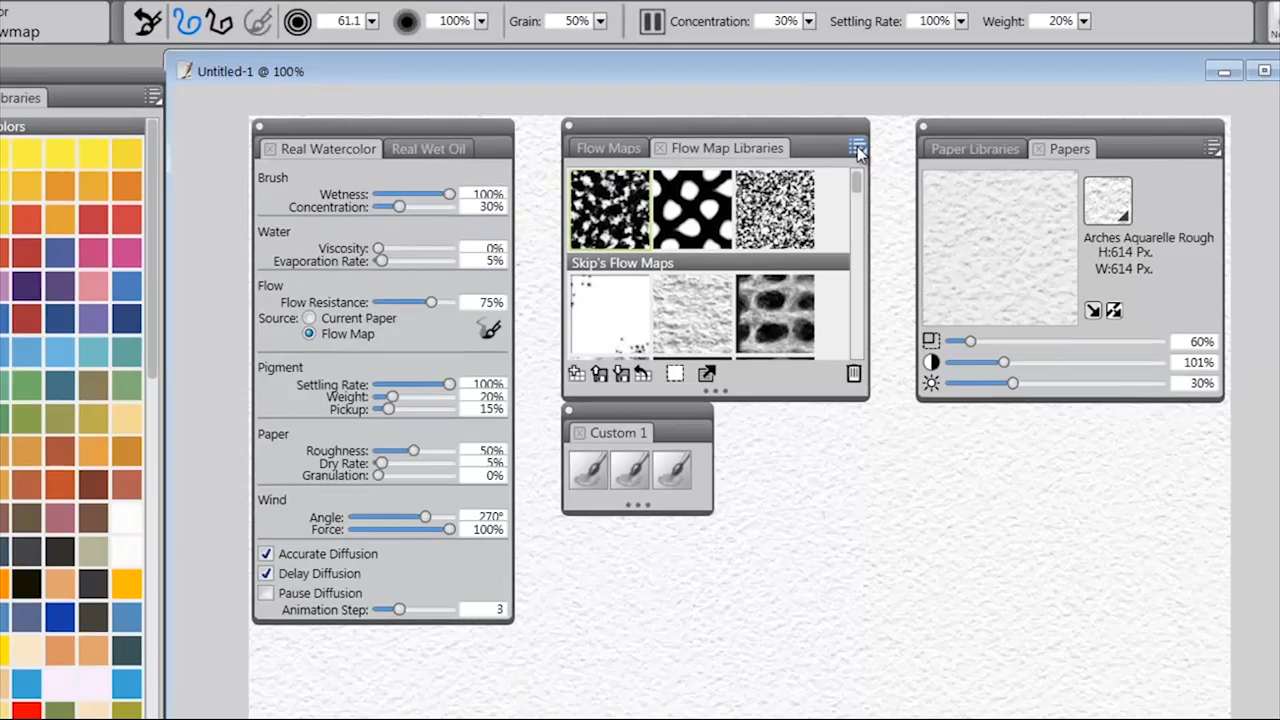 or
wmap
61.1
100%
Grain: 50%
Concentration: 30%
Settling Rate: 100%
Weight: 20%
Untitled-1 @ 100%
braries
olors
Real Watercolor
Real Wet Oil
Brush
Wetness: 100%
Concentration: 30%
Water
Viscosity: 0%
Evaporation Rate: 5%
Flow
Flow Resistance: 75%
Source: Current Paper
Flow Map
Pigment
Settling Rate: 100%
Weight: 20%
Pickup: 15%
Paper
Roughness: 50%
Dry Rate: 5%
Granulation: 0%
Wind
Angle: 270°
Force: 100%
Accurate Diffusion
Delay Diffusion
Pause Diffusion
Animation Step: 3
Flow Maps
Flow Map Libraries
Skip's Flow Maps
Custom 1
Paper Libraries
Papers
Arches Aquarelle Rough
H:614 Px.
W:614 Px.
60%
101%
30%